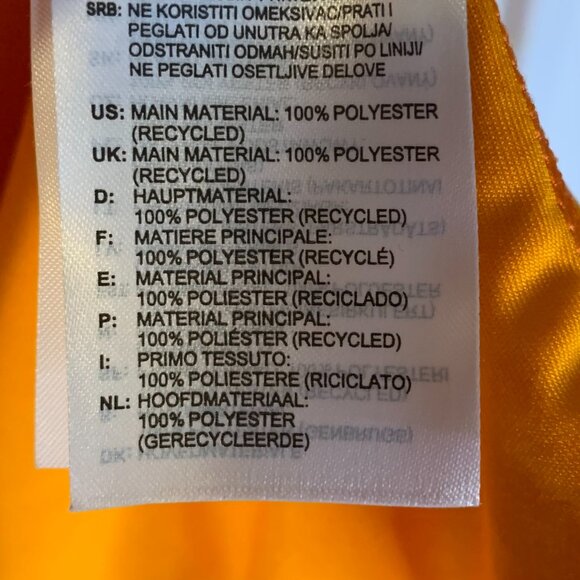 SRB: NE KORISTITI OMEKSIVAC/PRATI I
PEGLATI OD UNUTRA KA SPOLJA/
ODSTRANITI ODMAH/SUSITI PO LINIJI/
NE PEGLATI OSETLJIVE DELOVE
US: MAIN MATERIAL: 100% POLYESTER
(RECYCLED)
UK: MAIN MATERIAL: 100% POLYESTER
(RECYCLED)
D: HAUPTMATERIAL:
100% POLYESTER (RECYCLED)
F: MATIERE PRINCIPALE:
100% POLYESTER (RECYCLÉ)
E: MATERIAL PRINCIPAL:
100% POLIESTER (RECICLADO)
P: MATERIAL PRINCIPAL:
100% POLIÉSTER (RECYCLED)
I: PRIMO TESSUTO:
100% POLIESTERE (RICICLATO)
NL: HOOFDMATERIAAL:
100% POLYESTER
(GERECYCLEERDE)